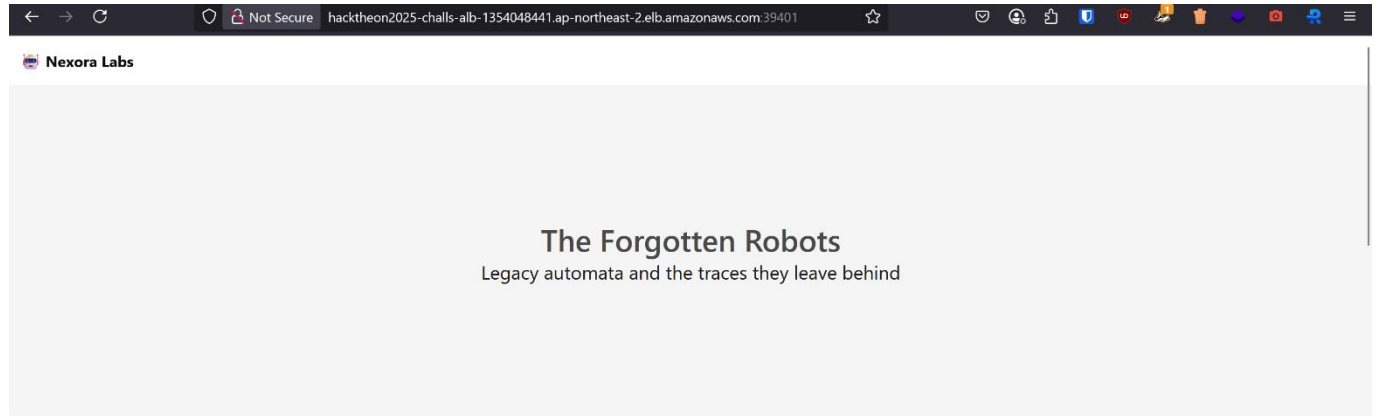 Not Secure hacktheon2025-challs-alb-1354048441.ap-northeast-2.elb.amazonaws.com:39401
Nexora Labs
The Forgotten Robots
Legacy automata and the traces they leave behind